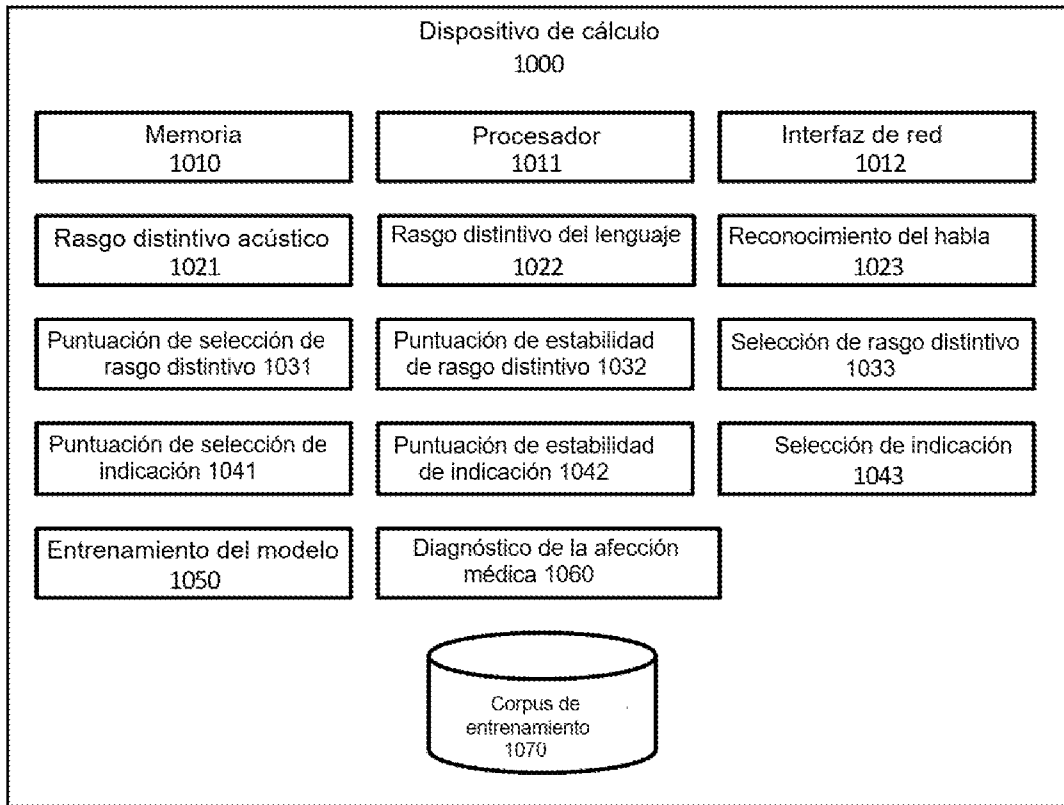 Dispositivo de cálculo
1000
Memoria
1010
Procesador
1011
Interfaz de red
1012
Rasgo distintivo acústico
1021
Rasgo distintivo del lenguaje
1022
Reconocimiento del habla
1023
Puntuación de selección de
rasgo distintivo 1031
Puntuación de estabilidad
de rasgo distintivo 1032
Selección de rasgo distintivo
1033
Puntuación de selección de
indicación 1041
Puntuación de estabilidad
de indicación 1042
Selección de indicación
1043
Entrenamiento del modelo
1050
Diagnóstico de la afección
médica 1060
Corpus de
entrenamiento
1070